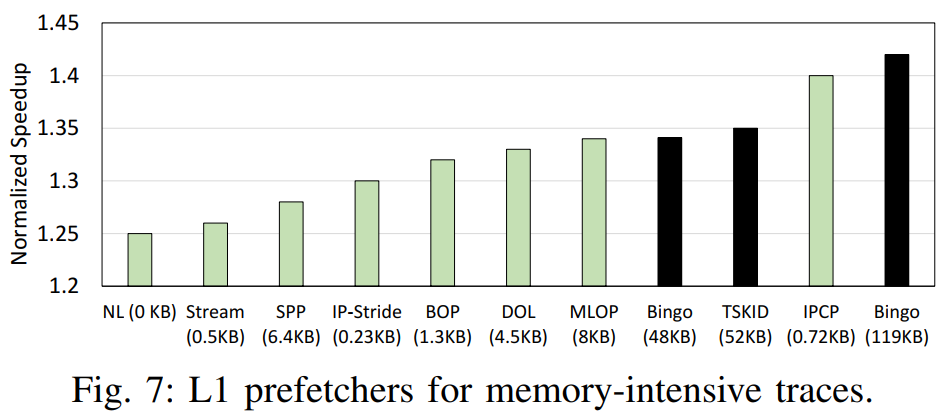 1.45
1.4
1.35
1.3
1.25
1.2
Normalized Speedup
NL (0 KB) Stream SPP IP-Stride BOP DOL MLOP Bingo TSKID IPCP Bingo
(0.5KB) (6.4KB) (0.23KB) (1.3KB) (4.5KB) (8KB) (48KB) (52KB) (0.72KB) (119KB)
Fig. 7: L1 prefetchers for memory-intensive traces.